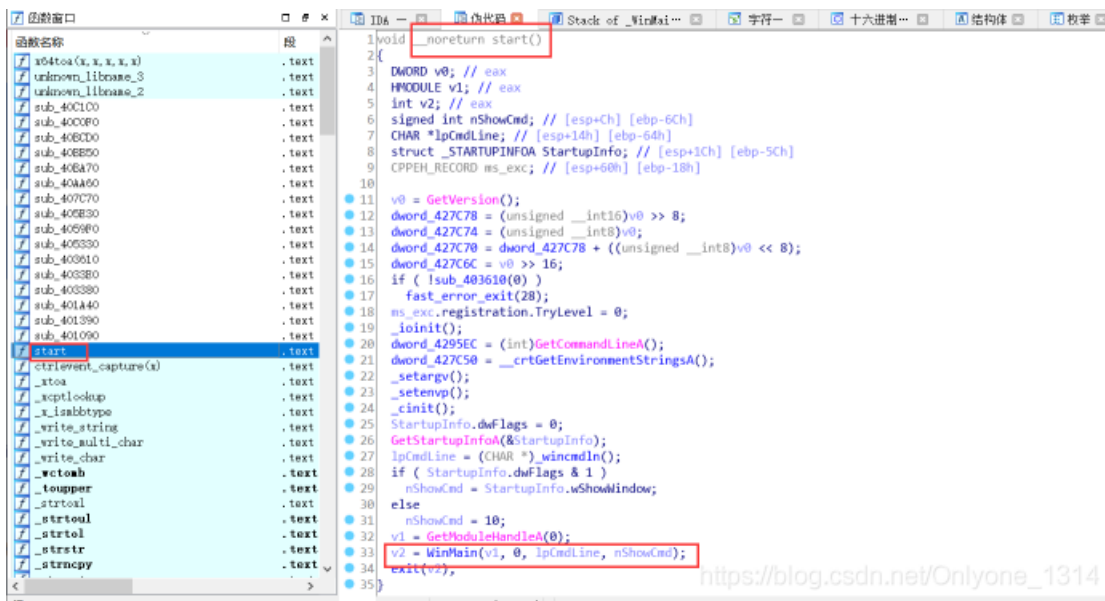 函数窗口
函数名称 段
x64toa(x,x,x,x,x) .text
unknown_libname_3 .text
unknown_libname_2 .text
sub_40C1C0 .text
sub_40C0F0 .text
sub_40BCD0 .text
sub_40BB50 .text
sub_40BA70 .text
sub_40AA60 .text
sub_407C70 .text
sub_405B30 .text
sub_4059F0 .text
sub_405330 .text
sub_403610 .text
sub_4033B0 .text
sub_403380 .text
sub_401A40 .text
sub_401390 .text
sub_401090 .text
start .text
ctrlevent_capture(x) .text
_xtoa .text
_xcptlookup .text
_x_ismbbtype .text
_write_string .text
_write_multi_char .text
_write_char .text
_wctomb .text
_toupper .text
_strtoxl .text
_strtoul .text
_strtol .text
_strstr .text
_strncpy .text
IDA — 伪代码 Stack of _WinMai… 字符一 十六进制… 结构体 枚举
1 void __noreturn start()
2 {
3 DWORD v0; // eax
4 HMODULE v1; // eax
5 int v2; // eax
6 signed int nShowCmd; // [esp+Ch] [ebp-6Ch]
7 CHAR *lpCmdLine; // [esp+14h] [ebp-64h]
8 struct _STARTUPINFOA StartupInfo; // [esp+1Ch] [ebp-5Ch]
9 CPPEH_RECORD ms_exc; // [esp+60h] [ebp-18h]
10
11 v0 = GetVersion();
12 dword_427C78 = (unsigned __int16)v0 >> 8;
13 dword_427C74 = (unsigned __int8)v0;
14 dword_427C70 = dword_427C78 + ((unsigned __int8)v0 << 8);
15 dword_427C6C = v0 >> 16;
16 if ( !sub_403610(0) )
17 fast_error_exit(28);
18 ms_exc.registration.TryLevel = 0;
19 _ioinit();
20 dword_4295EC = (int)GetCommandLineA();
21 dword_427C50 = __crtGetEnvironmentStringsA();
22 _setargv();
23 _setenvp();
24 _cinit();
25 StartupInfo.dwFlags = 0;
26 GetStartupInfoA(&StartupInfo);
27 lpCmdLine = (CHAR *)_wincmdln();
28 if ( StartupInfo.dwFlags & 1 )
29 nShowCmd = StartupInfo.wShowWindow;
30 else
31 nShowCmd = 10;
32 v1 = GetModuleHandleA(0);
33 v2 = WinMain(v1, 0, lpCmdLine, nShowCmd);
34 exit(v2);
35 }
https://blog.csdn.net/Onlyone_1314